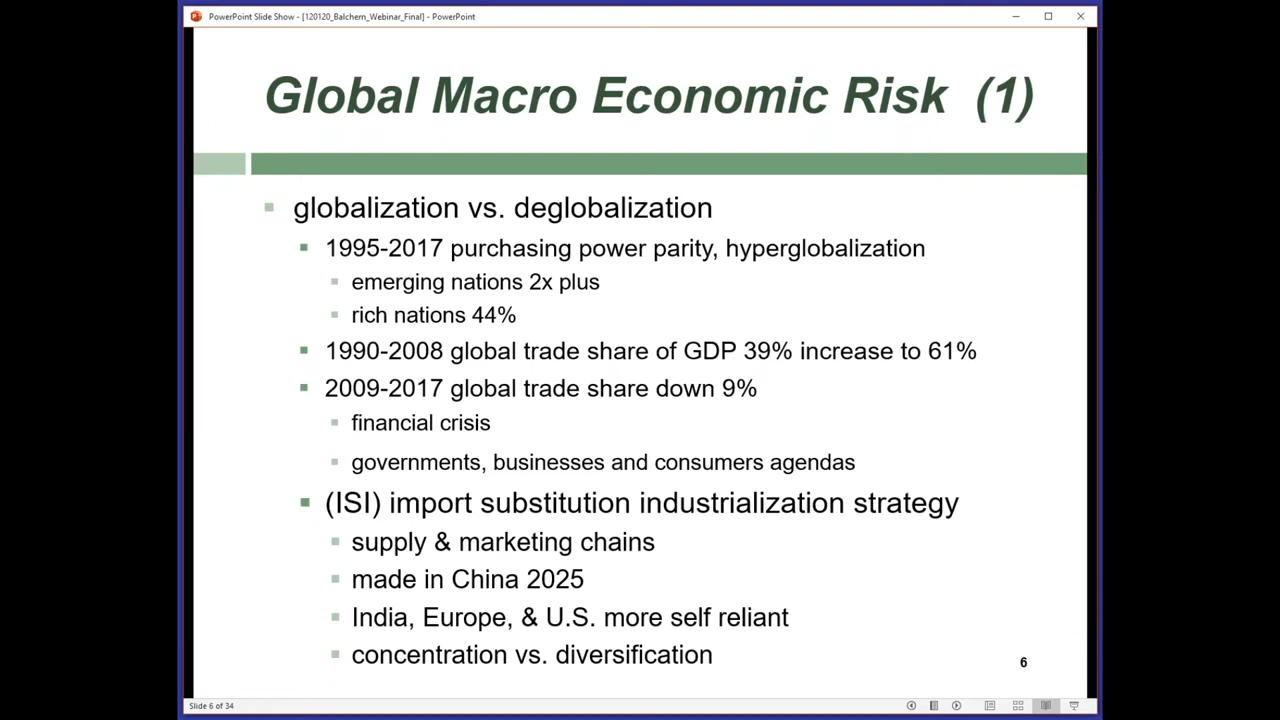 PowerPoint Slide Show - [120120_Balchern_Webinar_Final] - PowerPoint
Global Macro Economic Risk (1)
globalization vs. deglobalization
1995-2017 purchasing power parity, hyperglobalization
emerging nations 2x plus
rich nations 44%
1990-2008 global trade share of GDP 39% increase to 61%
2009-2017 global trade share down 9%
financial crisis
governments, businesses and consumers agendas
(ISI) import substitution industrialization strategy
supply & marketing chains
made in China 2025
India, Europe, & U.S. more self reliant
concentration vs. diversification
6
Slide 6 of 34